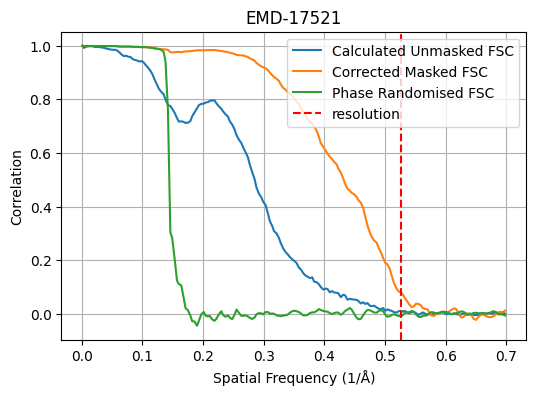 EMD-17521
Calculated Unmasked FSC
Corrected Masked FSC
Phase Randomised FSC
resolution
Correlation
1.0
0.8
0.6
0.4
0.2
0.0
0.0 0.1 0.2 0.3 0.4 0.5 0.6 0.7
Spatial Frequency (1/Å)